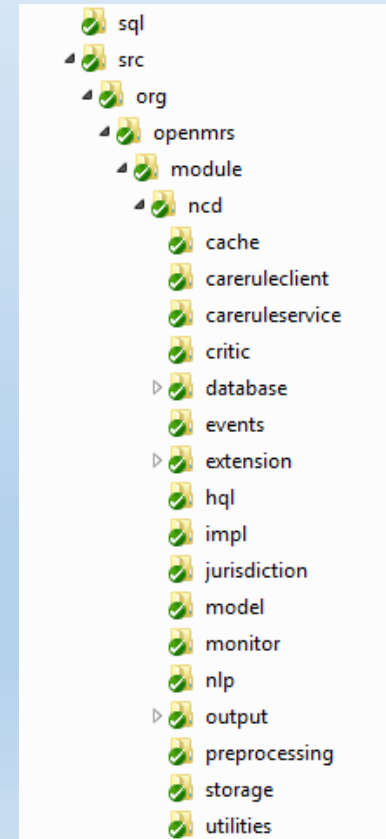 sql
src
org
openmrs
module
ncd
cache
careruleclient
careruleservice
critic
database
events
extension
hql
impl
jurisdiction
model
monitor
nlp
output
preprocessing
storage
utilities